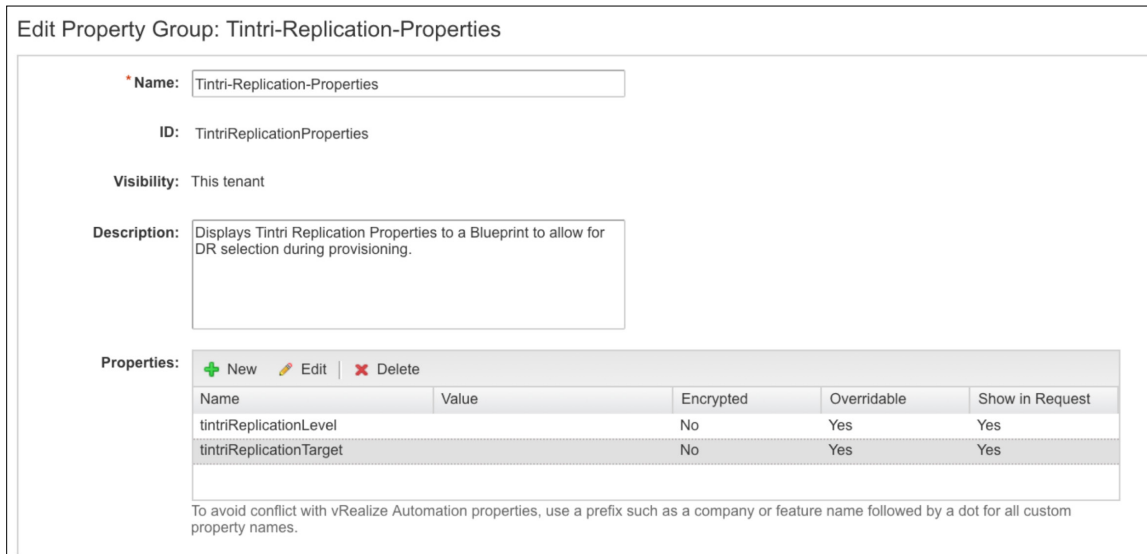 Edit Property Group: Tintri-Replication-Properties
*Name: Tintri-Replication-Properties
ID: TintriReplicationProperties
Visibility: This tenant
Description: Displays Tintri Replication Properties to a Blueprint to allow for
DR selection during provisioning.
Properties: New Edit Delete
Name Value Encrypted Overridable Show in Request
tintriReplicationLevel No Yes Yes
tintriReplicationTarget No Yes Yes
To avoid conflict with vRealize Automation properties, use a prefix such as a company or feature name followed by a dot for all custom
property names.